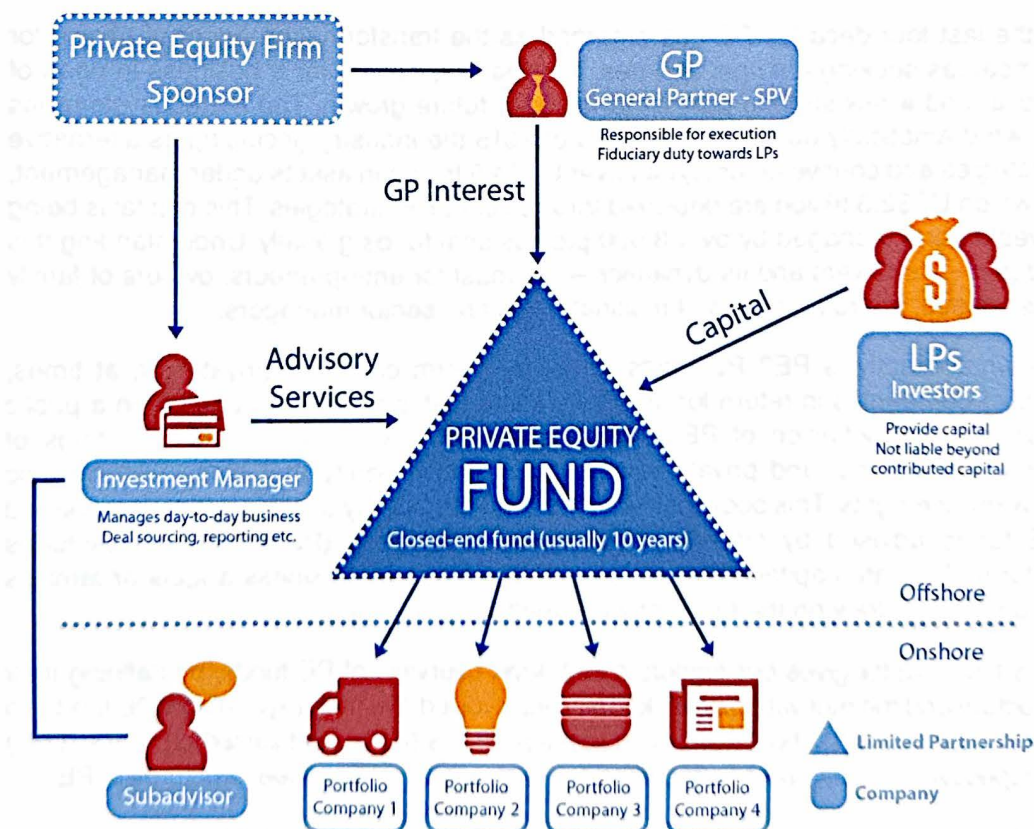 Private Equity Firm
Sponsor
GP
General Partner - SPV
Responsible for execution
Fiduciary duty towards LPs
GP Interest
Capital
$
LPs
Investors
Provide capital
Not liable beyond
contributed capital
Advisory
Services
Investment Manager
Manages day-to-day business
Deal sourcing, reporting etc.
PRIVATE EQUITY
FUND
Closed-end fund (usually 10 years)
Offshore
Onshore
Subadvisor
Portfolio
Company 1
Portfolio
Company 2
Portfolio
Company 3
Portfolio
Company 4
Limited Partnership
Company